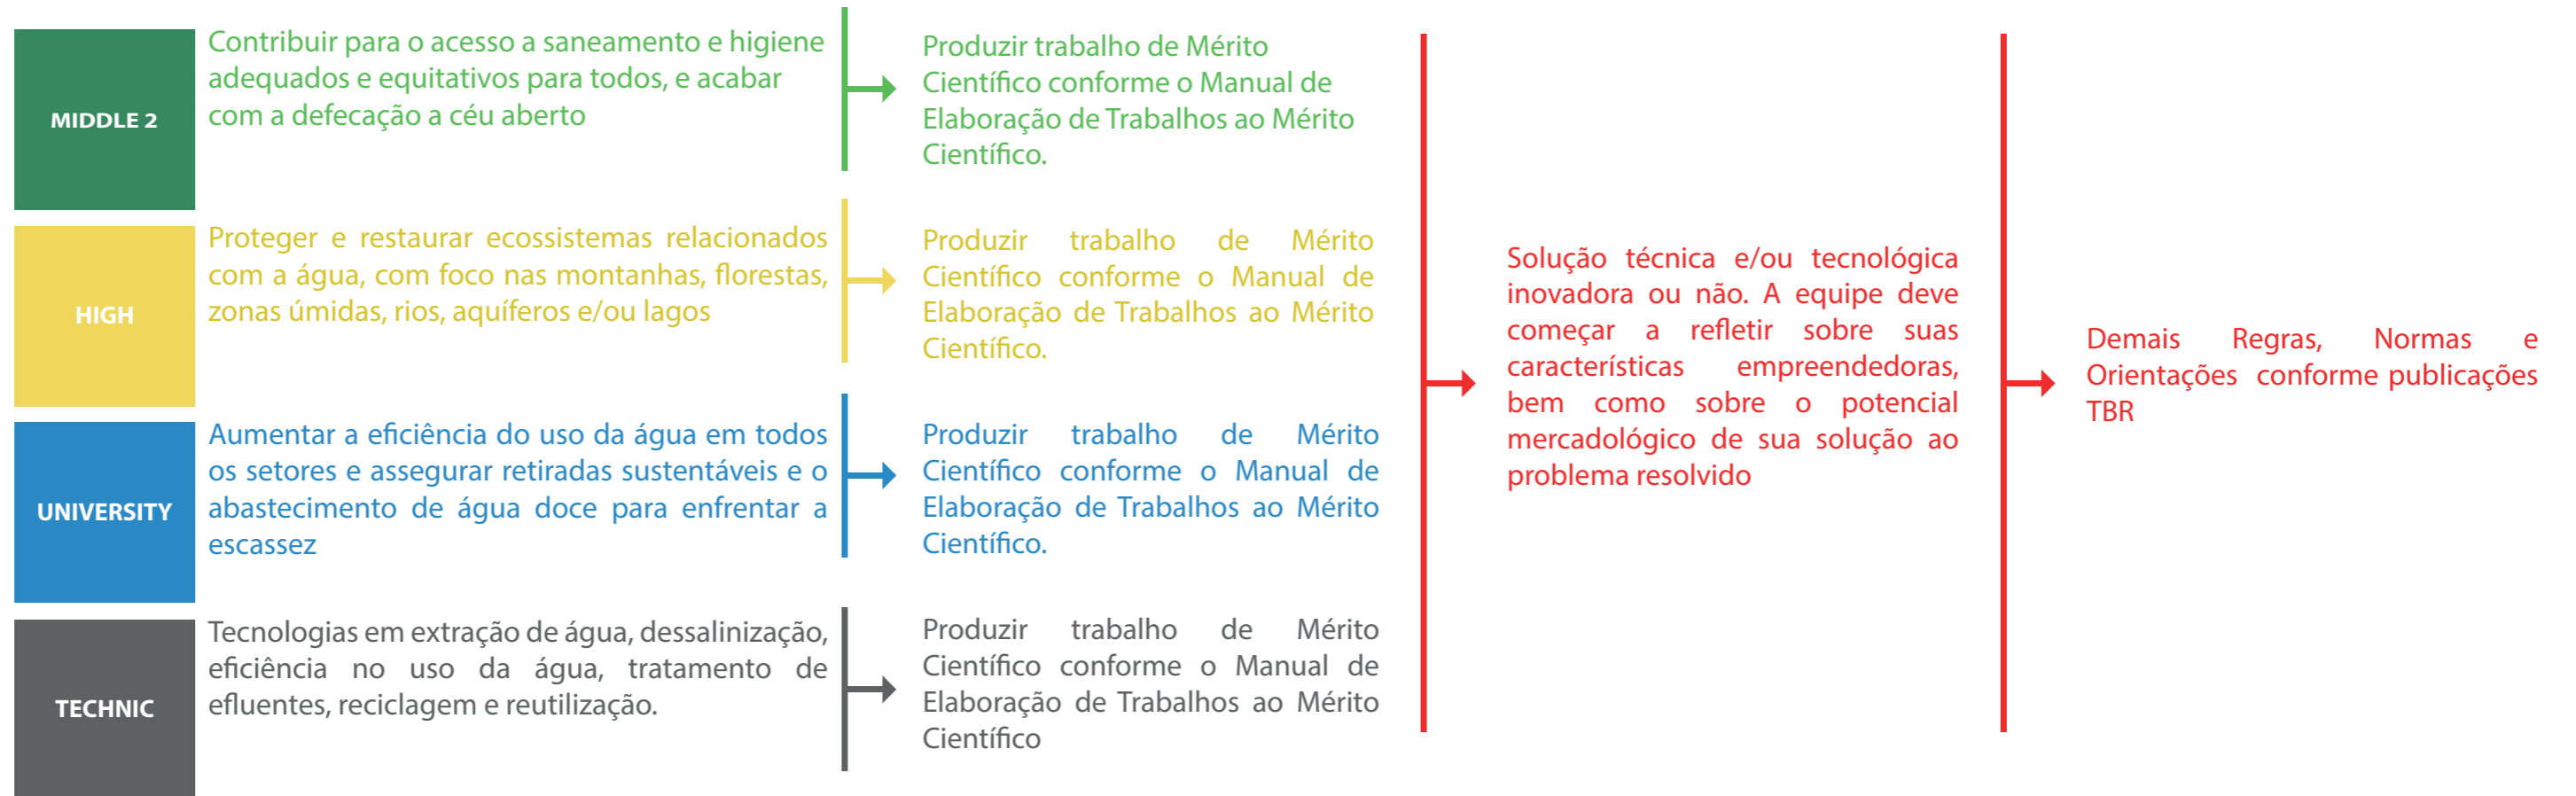 MIDDLE 2
Contribuir para o acesso a saneamento e higiene
adequados e equitativos para todos, e acabar
com a defecação a céu aberto
Produzir trabalho de Mérito
Científico conforme o Manual de
Elaboração de Trabalhos ao Mérito
Científico.
HIGH
Proteger e restaurar ecossistemas relacionados
com a água, com foco nas montanhas, florestas,
zonas úmidas, rios, aquíferos e/ou lagos
Produzir trabalho de Mérito
Científico conforme o Manual de
Elaboração de Trabalhos ao Mérito
Científico.
UNIVERSITY
Aumentar a eficiência do uso da água em todos
os setores e assegurar retiradas sustentáveis e o
abastecimento de água doce para enfrentar a
escassez
Produzir trabalho de Mérito
Científico conforme o Manual de
Elaboração de Trabalhos ao Mérito
Científico.
TECHNIC
Tecnologias em extração de água, dessalinização,
eficiência no uso da água, tratamento de
efluentes, reciclagem e reutilização.
Produzir trabalho de Mérito
Científico conforme o Manual de
Elaboração de Trabalhos ao Mérito
Científico
Solução técnica e/ou tecnológica
inovadora ou não. A equipe deve
começar a refletir sobre suas
características empreendedoras,
bem como sobre o potencial
mercadológico de sua solução ao
problema resolvido
Demais Regras, Normas e
Orientações conforme publicações
TBR